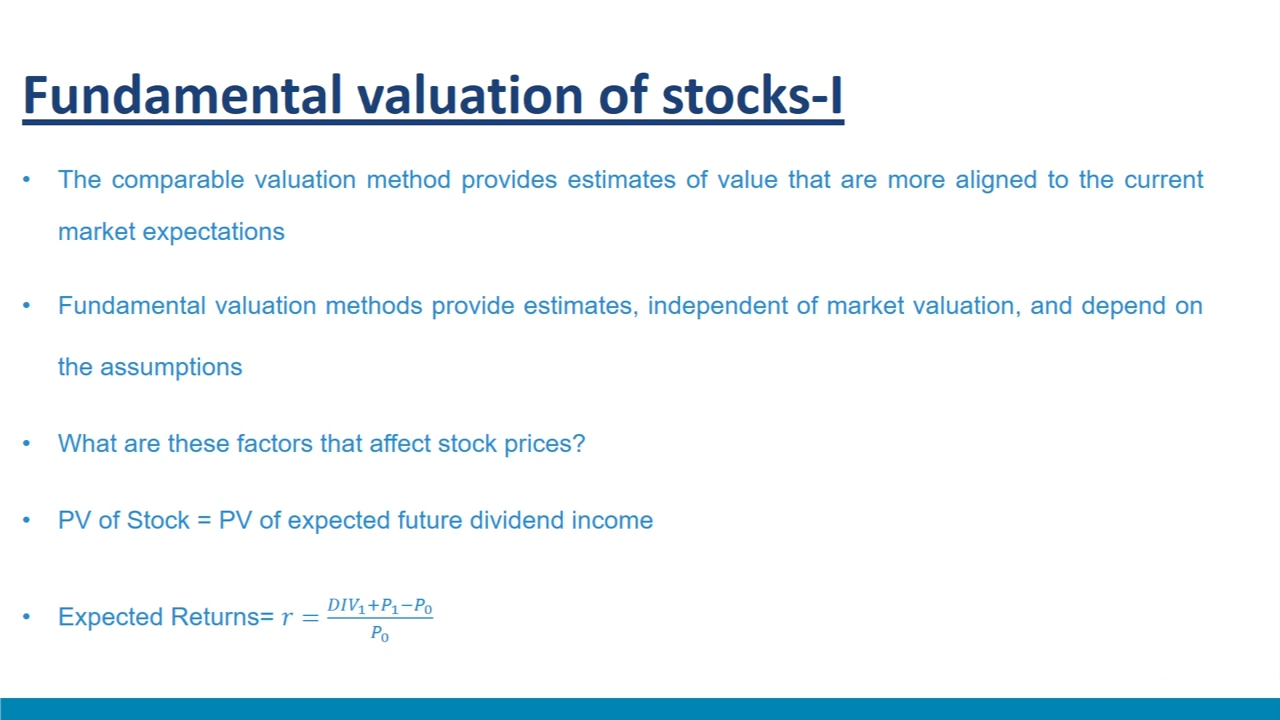 Fundamental valuation of stocks-I
• The comparable valuation method provides estimates of value that are more aligned to the current
market expectations
• Fundamental valuation methods provide estimates, independent of market valuation, and depend on
the assumptions
• What are these factors that affect stock prices?
• PV of Stock = PV of expected future dividend income
• Expected Returns= r = \frac{DIV_1+P_1−P_0}{P_0}